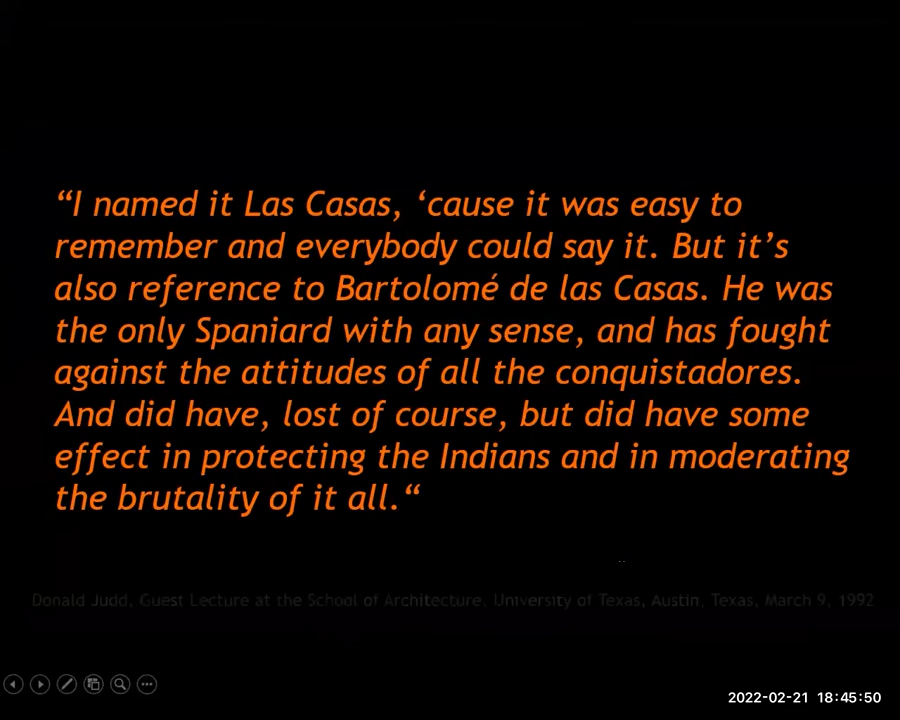 “I named it Las Casas, ‘cause it was easy to
remember and everybody could say it. But it’s
also reference to Bartolomé de las Casas. He was
the only Spaniard with any sense, and has fought
against the attitudes of all the conquistadores.
And did have, lost of course, but did have some
effect in protecting the Indians and in moderating
the brutality of it all.“
Donald Judd, Guest Lecture at the School of Architecture, University of Texas, Austin, Texas, March 9, 1992
2022-02-21 18:45:50